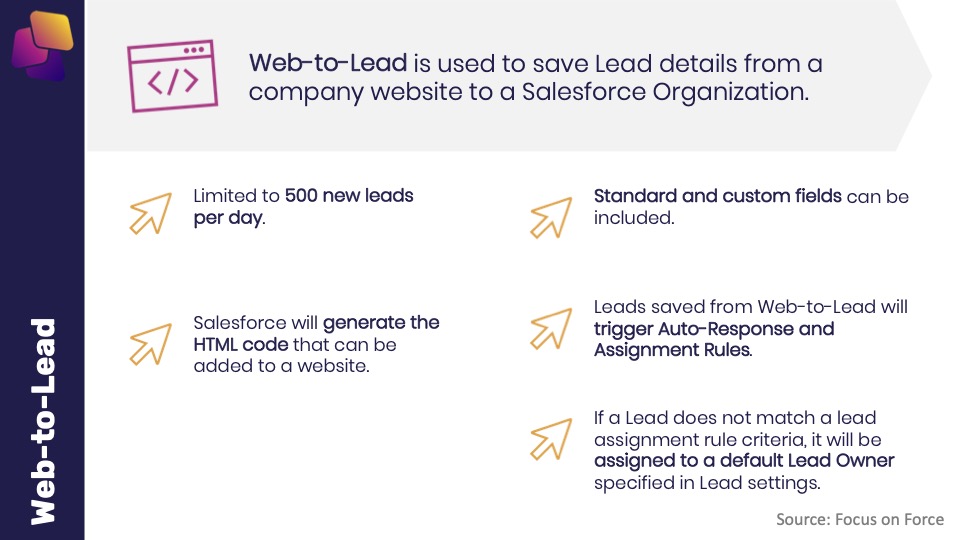 Web-to-Lead is used to save Lead details from a
company website to a Salesforce Organization.
Limited to 500 new leads
per day.
Salesforce will generate the
HTML code that can be
added to a website.
Standard and custom fields can be
included.
Leads saved from Web-to-Lead will
trigger Auto-Response and
Assignment Rules.
If a Lead does not match a lead
assignment rule criteria, it will be
assigned to a default Lead Owner
specified in Lead settings.
Web-to-Lead
Source: Focus on Force